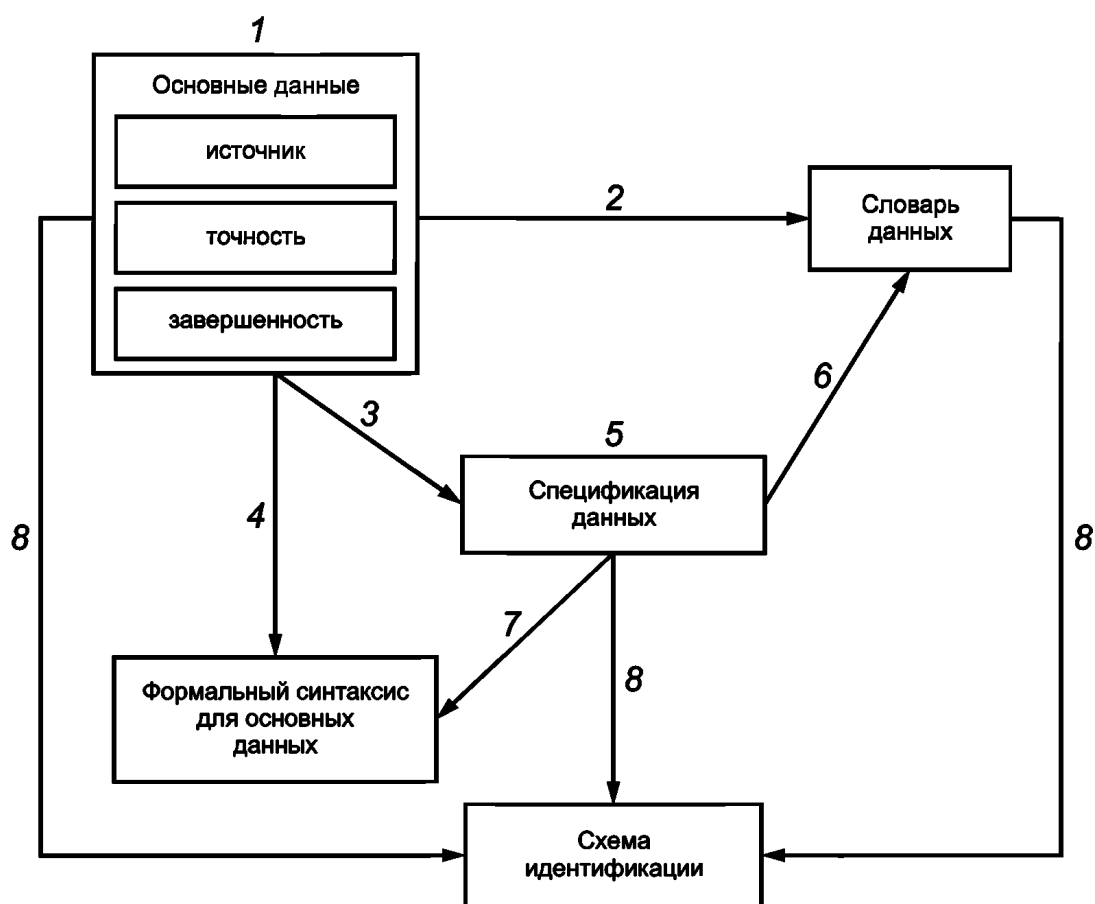 1
Основные данные
источник
точность
завершенность
2
Словарь
данных
3
4
5
Спецификация
данных
6
7
8
8
8
Формальный синтаксис
для основных
данных
Схема
идентификации